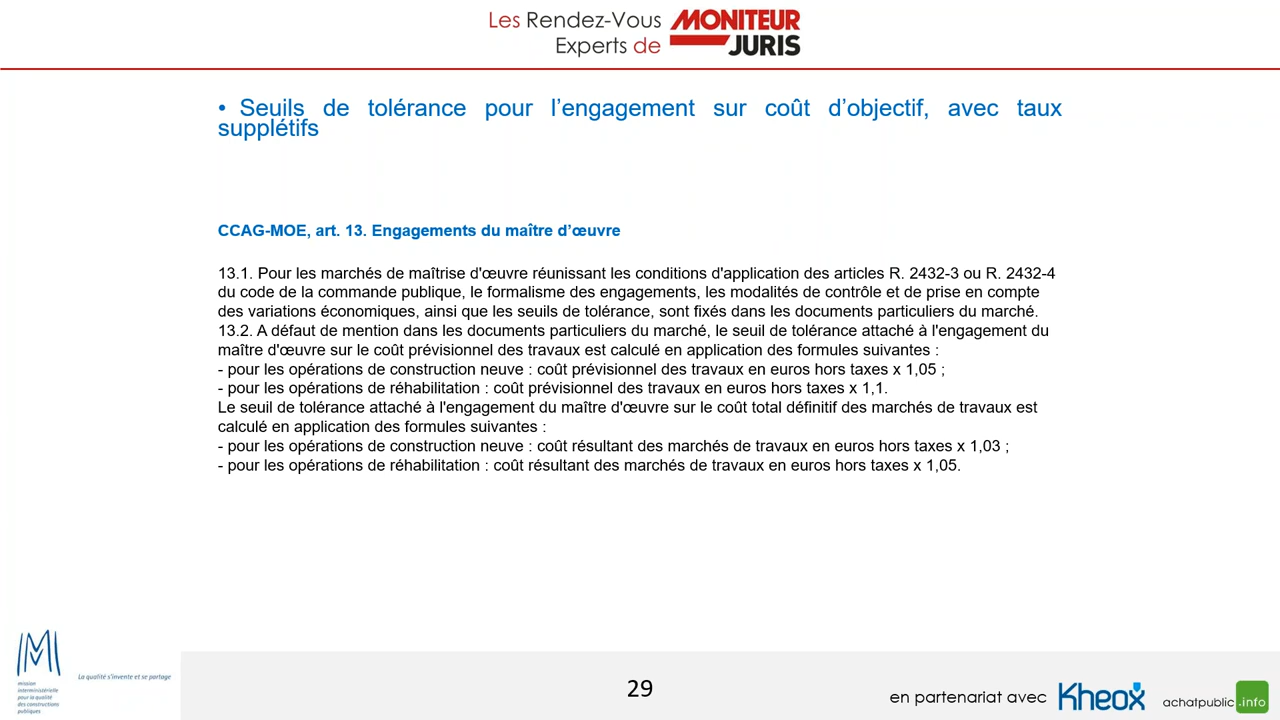 Les Rendez-Vous
Experts de
MONITEUR
JURIS
• Seuils de tolérance pour l’engagement sur coût d’objectif, avec taux
supplétifs
CCAG-MOE, art. 13. Engagements du maître d’œuvre
13.1. Pour les marchés de maîtrise d'œuvre réunissant les conditions d'application des articles R. 2432-3 ou R. 2432-4
du code de la commande publique, le formalisme des engagements, les modalités de contrôle et de prise en compte
des variations économiques, ainsi que les seuils de tolérance, sont fixés dans les documents particuliers du marché.
13.2. A défaut de mention dans les documents particuliers du marché, le seuil de tolérance attaché à l'engagement du
maître d'œuvre sur le coût prévisionnel des travaux est calculé en application des formules suivantes :
- pour les opérations de construction neuve : coût prévisionnel des travaux en euros hors taxes x 1,05 ;
- pour les opérations de réhabilitation : coût prévisionnel des travaux en euros hors taxes x 1,1.
Le seuil de tolérance attaché à l'engagement du maître d'œuvre sur le coût total définitif des marchés de travaux est
calculé en application des formules suivantes :
- pour les opérations de construction neuve : coût résultant des marchés de travaux en euros hors taxes x 1,03 ;
- pour les opérations de réhabilitation : coût résultant des marchés de travaux en euros hors taxes x 1,05.
mission
interministérielle
pour la qualité
des constructions
publiques
La qualité s'invente et se partage
29
en partenariat avec
Kheox
achatpublic.info